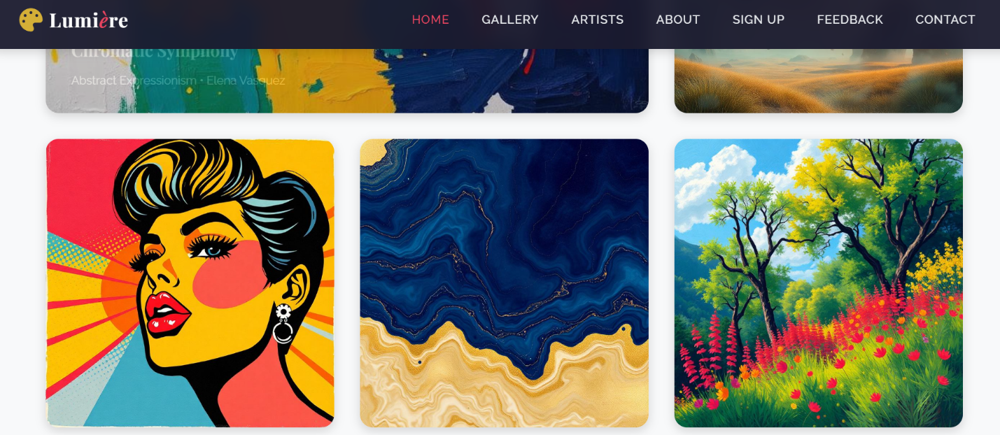 Lumière
HOME GALLERY ARTISTS ABOUT SIGN UP FEEDBACK CONTACT
Chromatic Symphony
Abstract Expressionism • Elena Vasquez